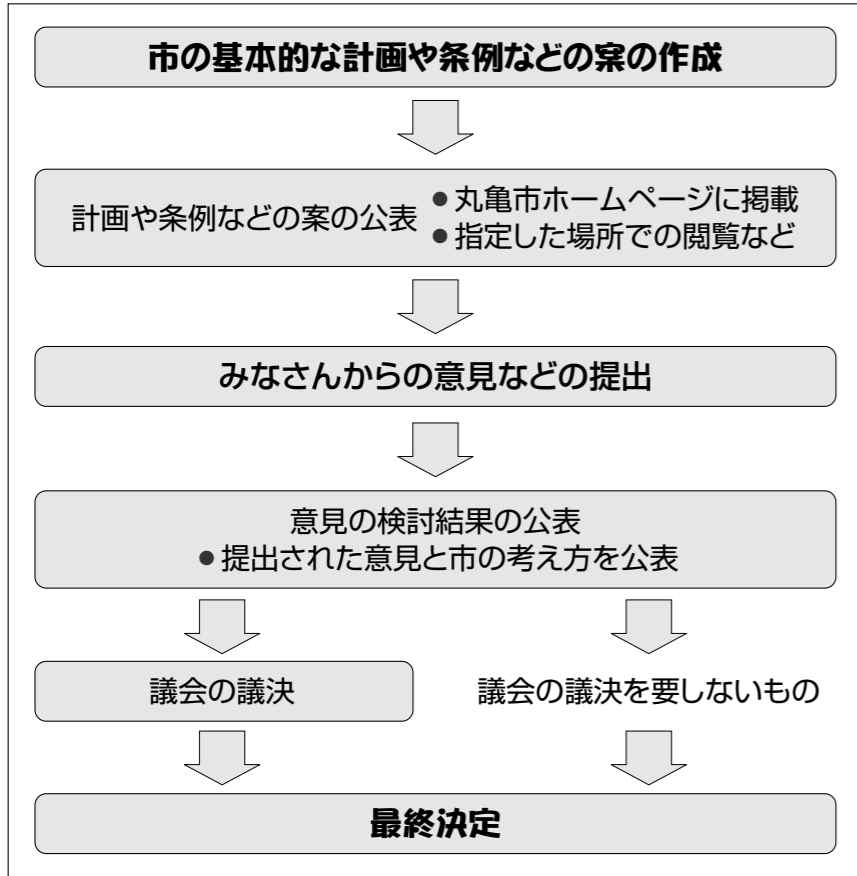 市の基本的な計画や条例などの案の作成
計画や条例などの案の公表
●丸亀市ホームページに掲載
●指定した場所での閲覧など
みなさんからの意見などの提出
意見の検討結果の公表
●提出された意見と市の考え方を公表
議会の議決
議会の議決を要しないもの
最終決定